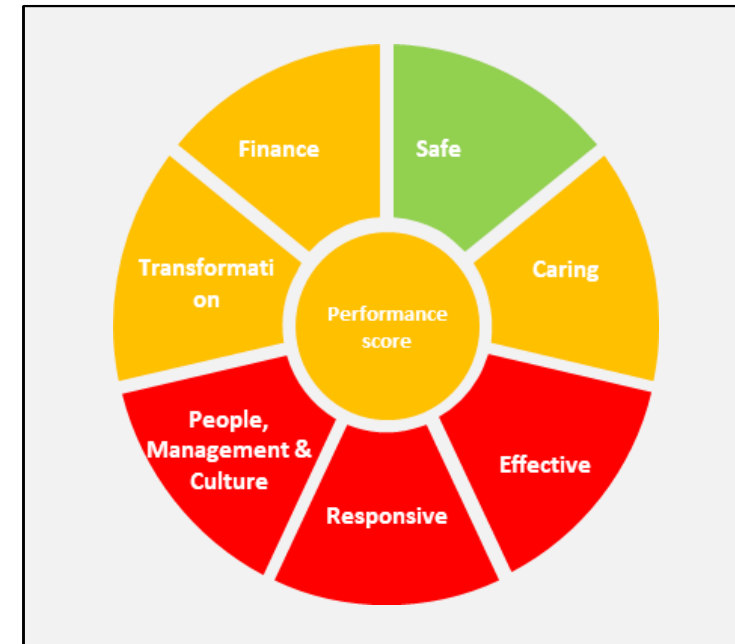 Finance
Safe
Transformati
on
Caring
Performance
score
People,
Management &
Culture
Effective
Responsive